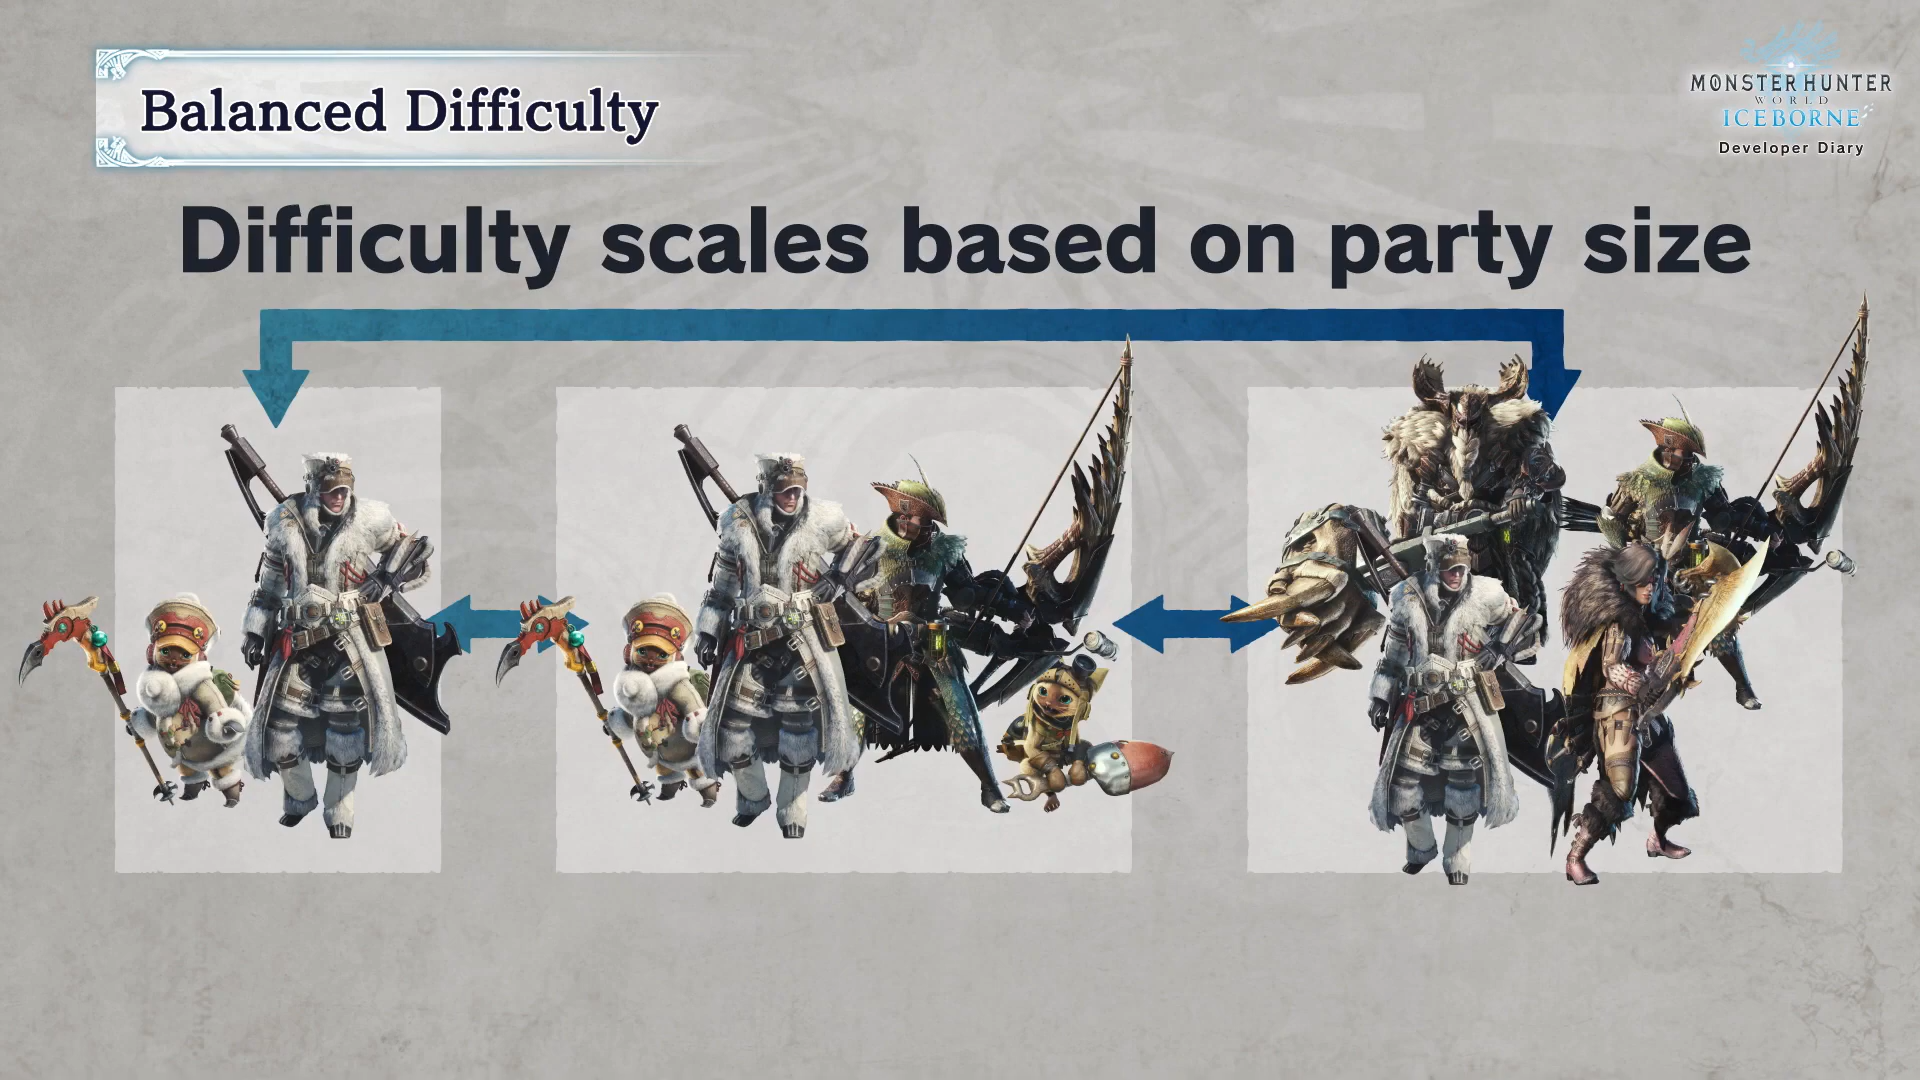 Balanced Difficulty
MONSTER HUNTER
WORLD
ICEBORNE
Developer Diary
Difficulty scales based on party size